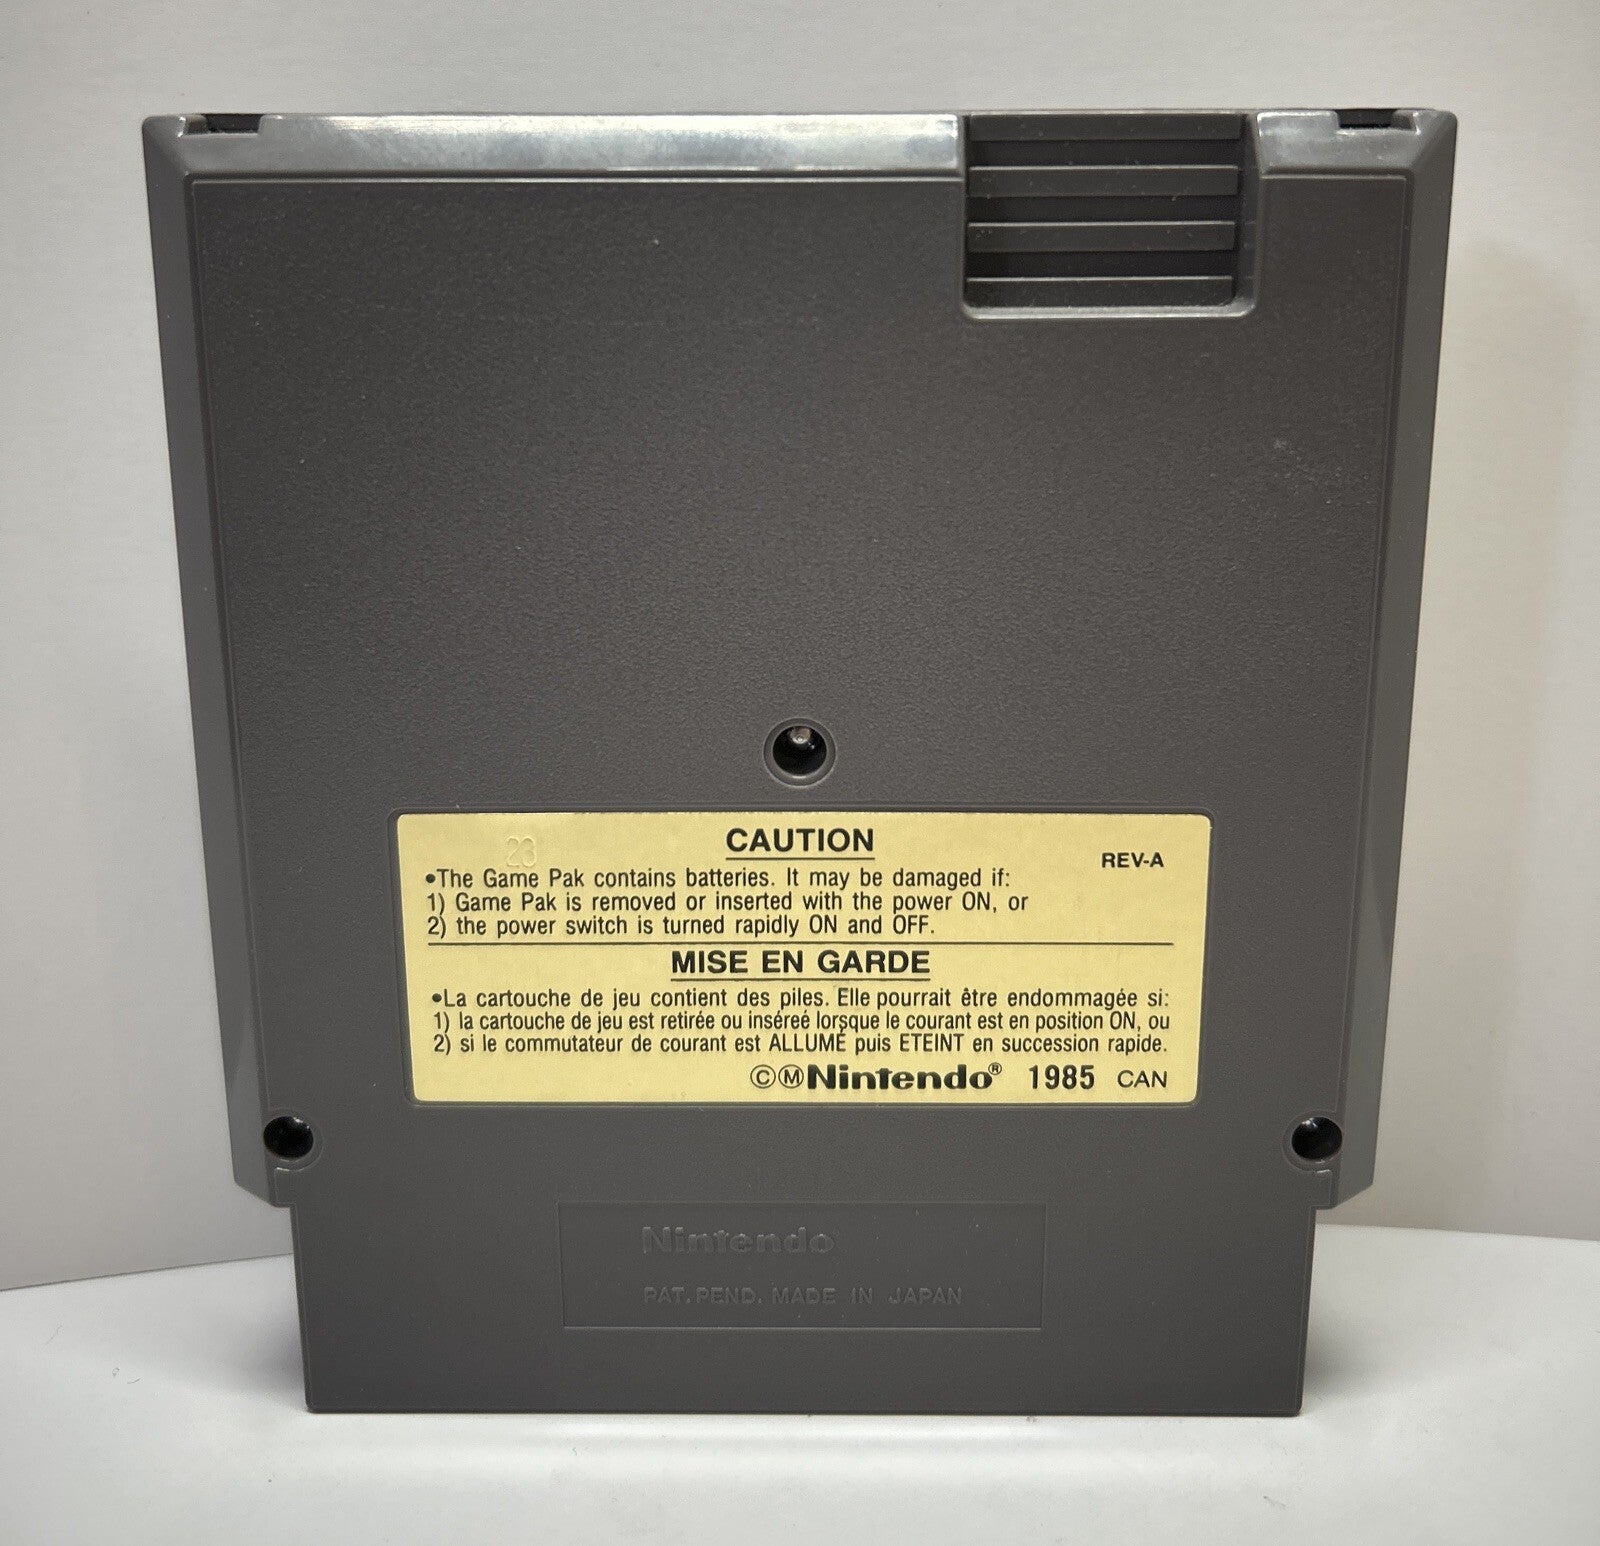 23
CAUTION
REV-A
•The Game Pak contains batteries. It may be damaged if:
1) Game Pak is removed or inserted with the power ON, or
2) the power switch is turned rapidly ON and OFF.
MISE EN GARDE
•La cartouche de jeu contient des piles. Elle pourrait être endommagée si:
1) la cartouche de jeu est retirée ou inséreé lorsque le courant est en position ON, ou
2) si le commutateur de courant est ALLUMÉ puis ETEINT en succession rapide.
©ⓂNintendo® 1985 CAN
Nintendo
PAT. PEND. MADE IN JAPAN